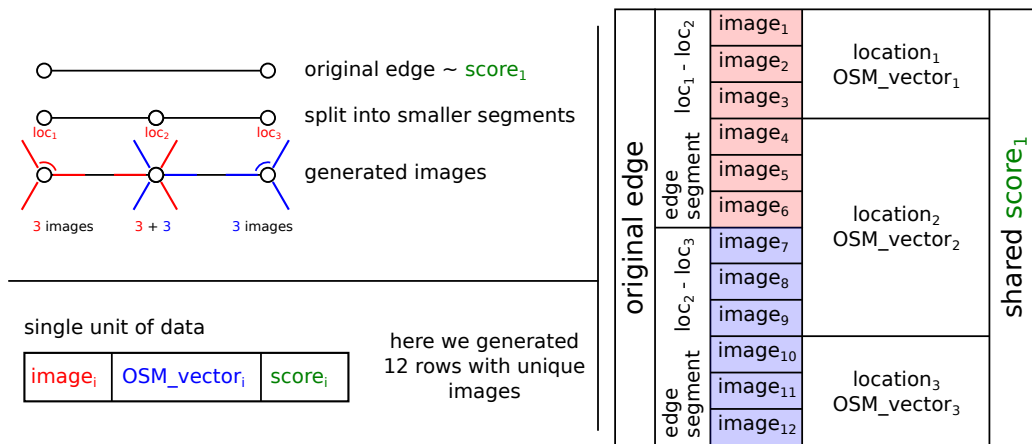 original edge ~ score₁
split into smaller segments
loc₁ loc₂ loc₃
generated images
3 images 3 + 3 3 images
single unit of data
imageᵢ OSM_vectorᵢ scoreᵢ
here we generated
12 rows with unique
images
original edge
edge segment loc₁ - loc₂
edge segment loc₂ - loc₃
image₁
image₂
image₃
image₄
image₅
image₆
image₇
image₈
image₉
image₁₀
image₁₁
image₁₂
location₁
OSM_vector₁
location₂
OSM_vector₂
location₃
OSM_vector₃
shared score₁